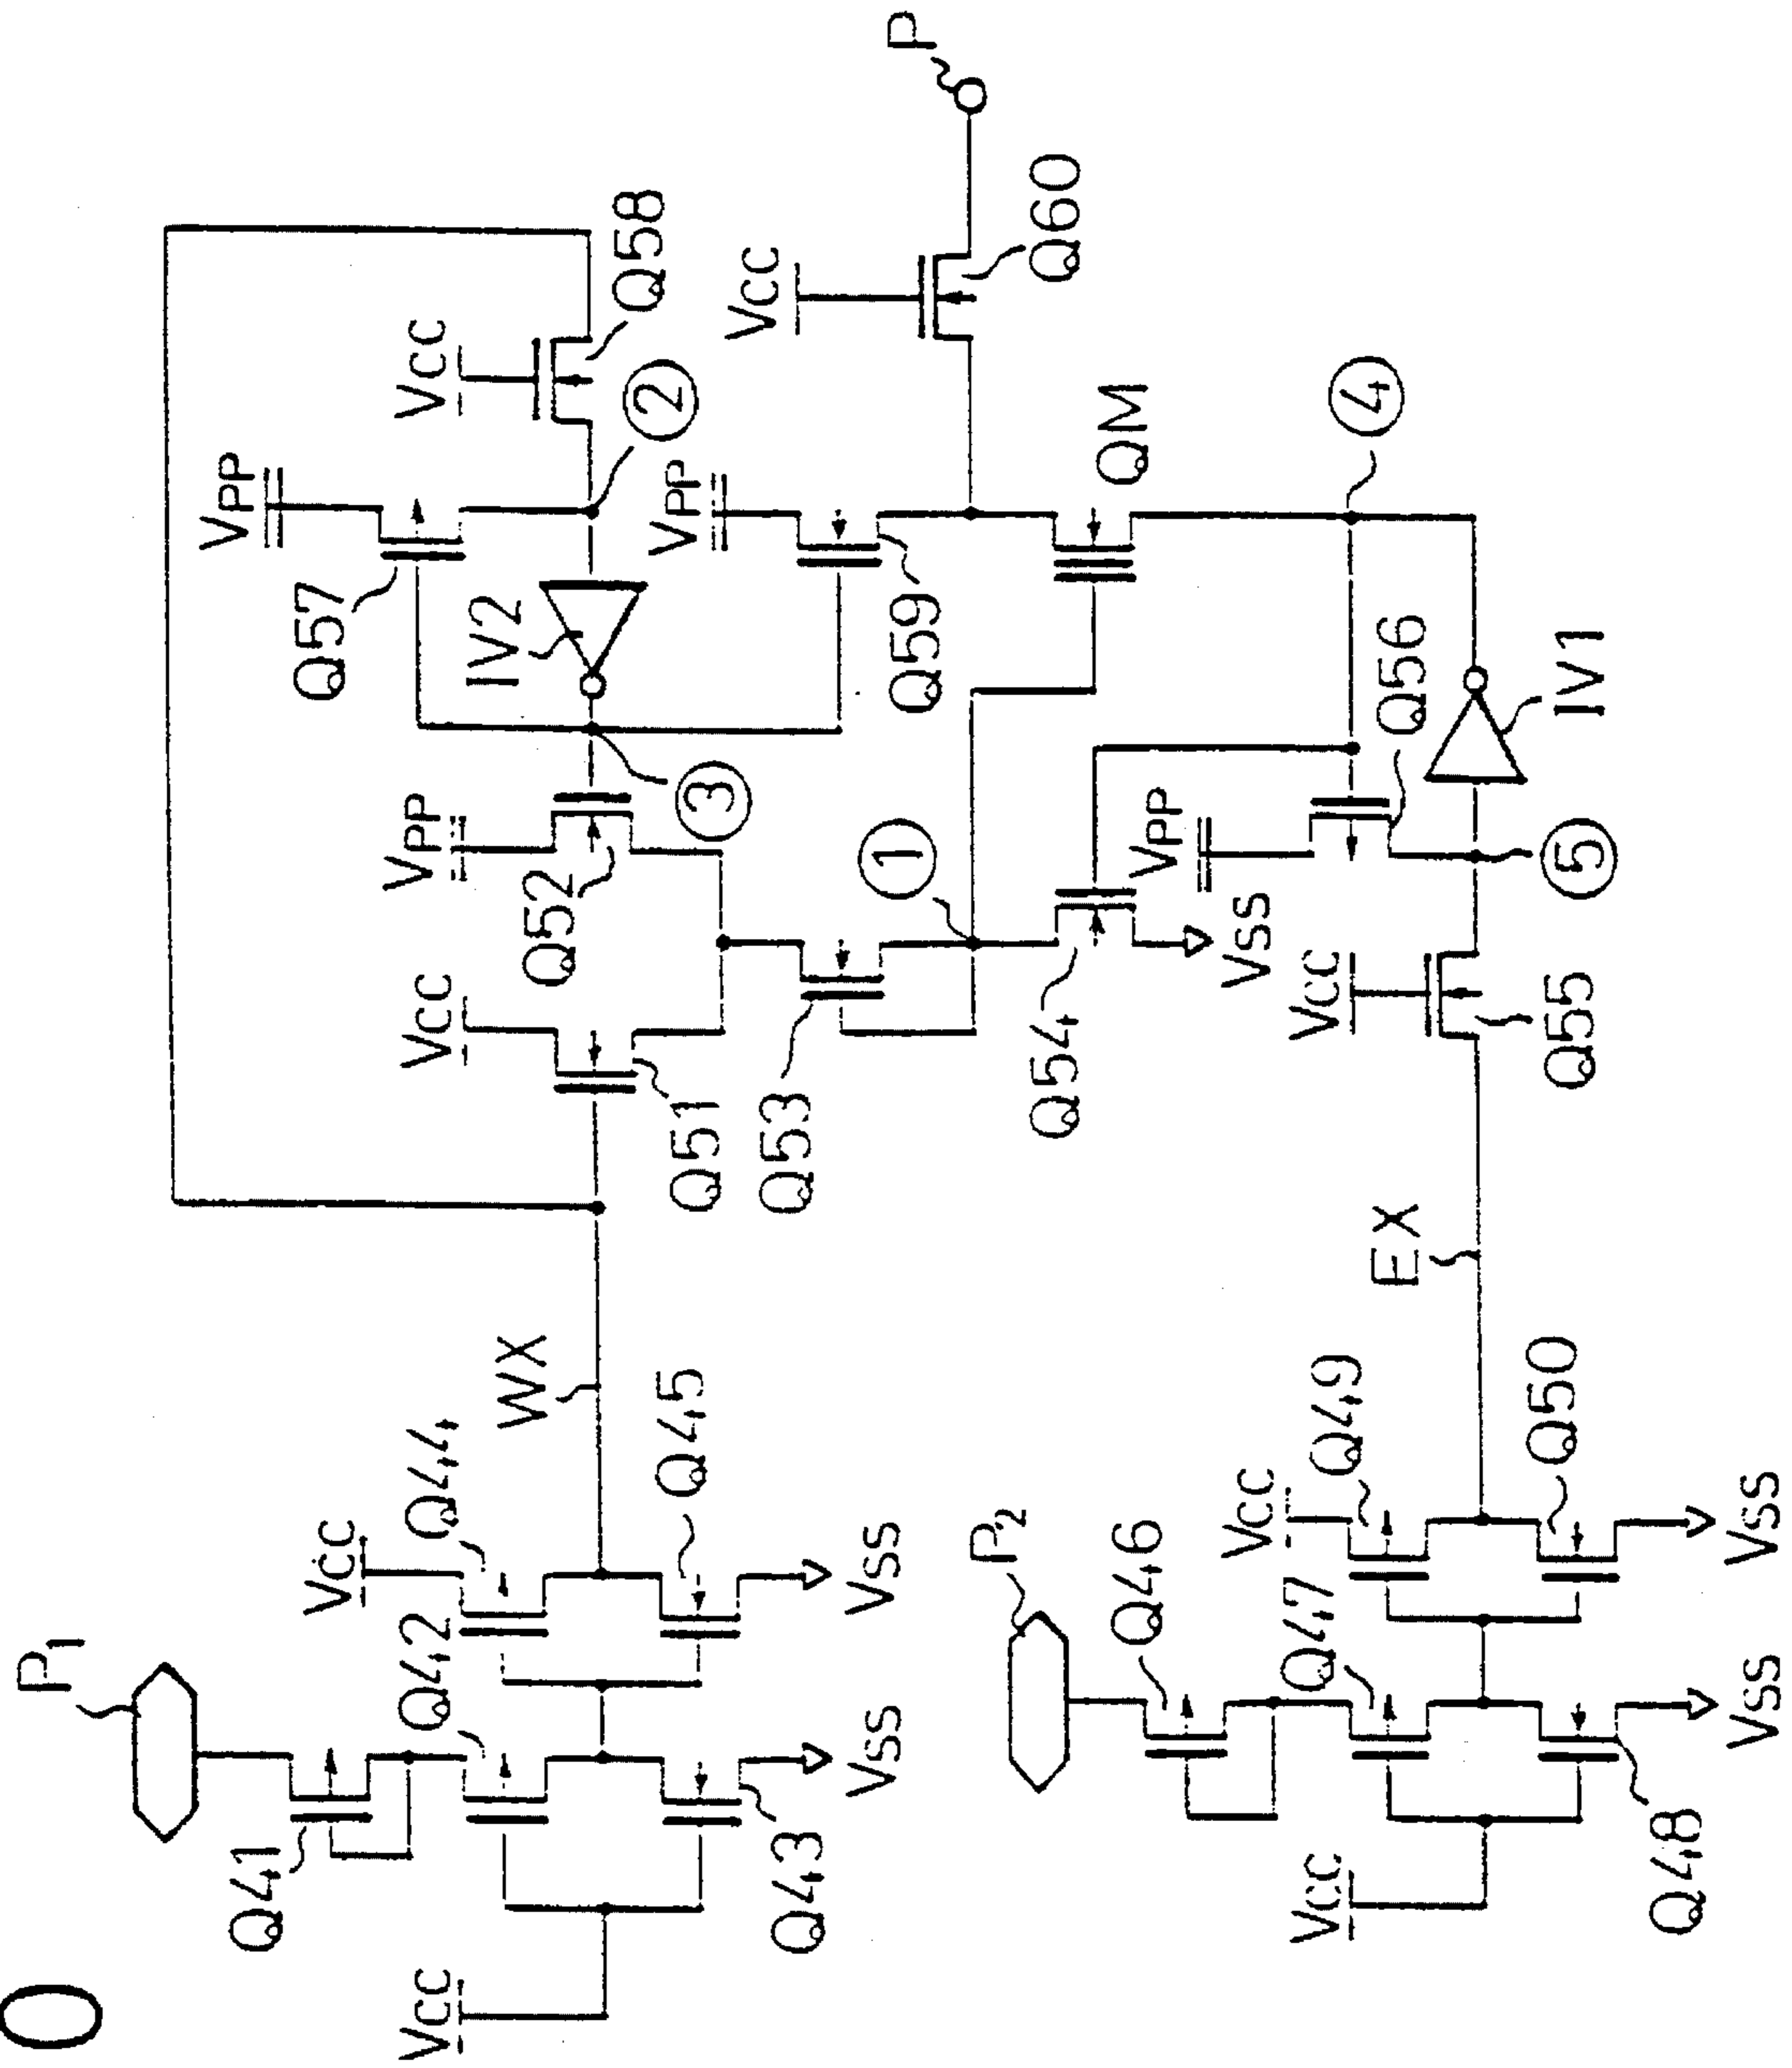 0
P1
Q41
Q42
Q43
VCC
VCC
Q44
Q45
VSS
VSS
WX
P2
Q46
Q47
Q48
VCC
VCC
Q49
Q50
VSS
VSS
EX
VCC
Q51
VPP
Q52
Q53
①
Q54
VSS
VCC
Q55
VPP
Q56
⑤
IV1
④
③
IV2
VPP
Q57
②
VCC
Q58
VPP
Q59
QM
VCC
Q60
P